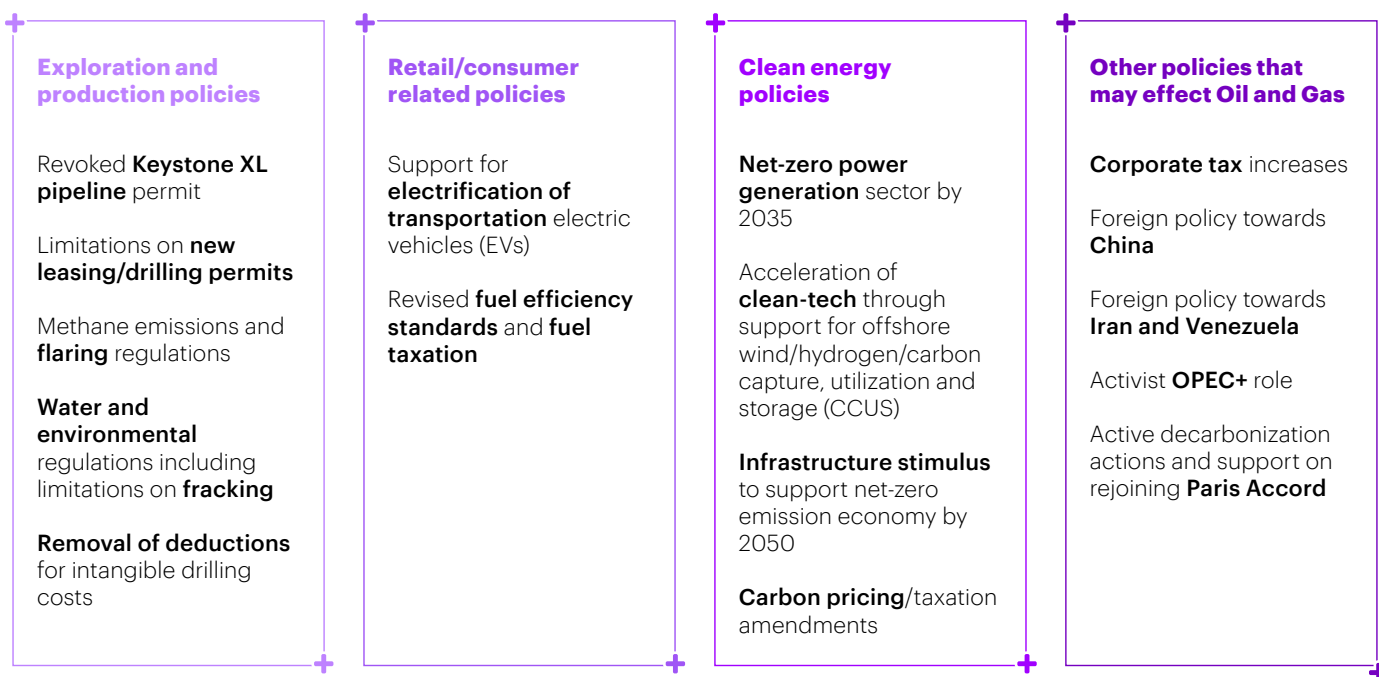 Exploration and
production policies
Revoked Keystone XL
pipeline permit
Limitations on new
leasing/drilling permits
Methane emissions and
flaring regulations
Water and
environmental
regulations including
limitations on fracking
Removal of deductions
for intangible drilling
costs
Retail/consumer
related policies
Support for
electrification of
transportation electric
vehicles (EVs)
Revised fuel efficiency
standards and fuel
taxation
Clean energy
policies
Net-zero power
generation sector by
2035
Acceleration of
clean-tech through
support for offshore
wind/hydrogen/carbon
capture, utilization and
storage (CCUS)
Infrastructure stimulus
to support net-zero
emission economy by
2050
Carbon pricing/taxation
amendments
Other policies that
may effect Oil and Gas
Corporate tax increases
Foreign policy towards
China
Foreign policy towards
Iran and Venezuela
Activist OPEC+ role
Active decarbonization
actions and support on
rejoining Paris Accord